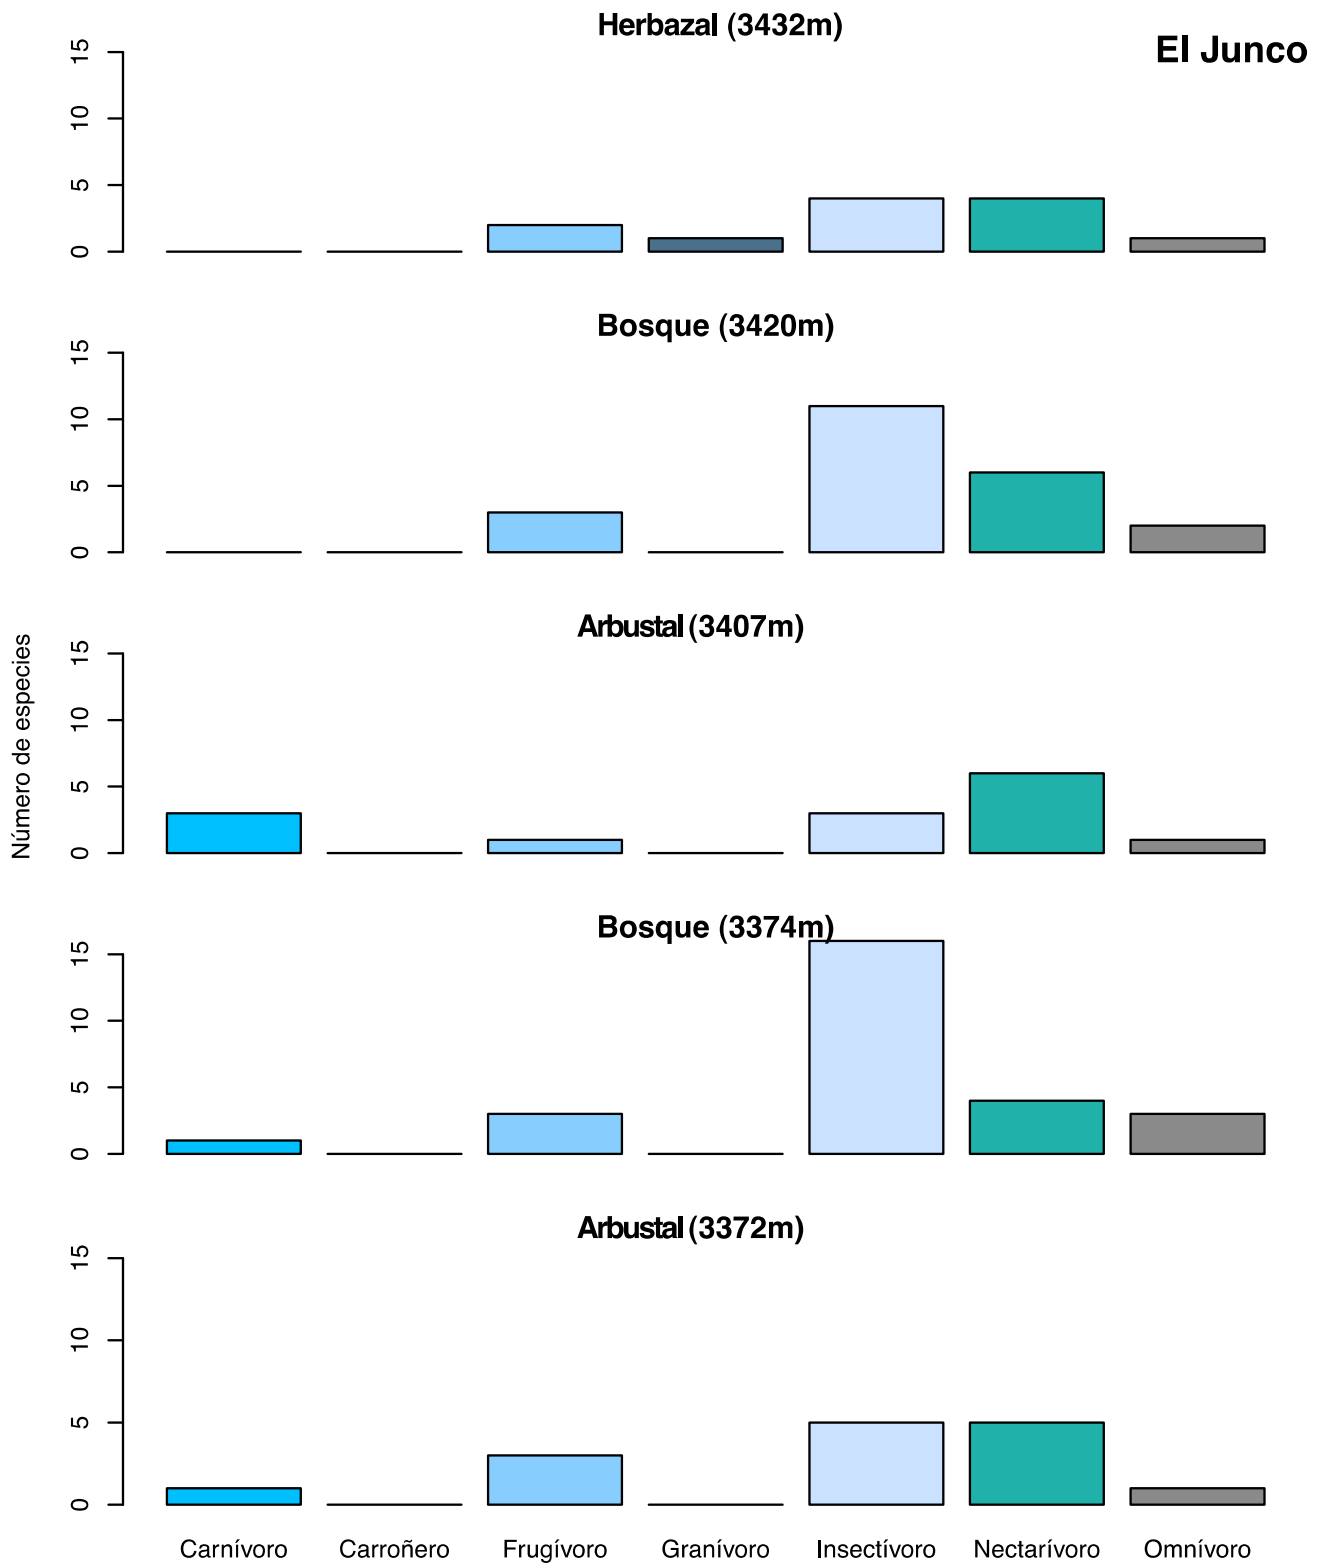 Herbazal (3432m)
El Junco
15
10
5
0
Bosque (3420m)
15
10
5
0
Arbustal (3407m)
15
10
5
0
Número de especies
Bosque (3374m)
15
10
5
0
Arbustal (3372m)
15
10
5
0
Carnívoro Carroñero Frugívoro Granívoro Insectívoro Nectarívoro Omnívoro